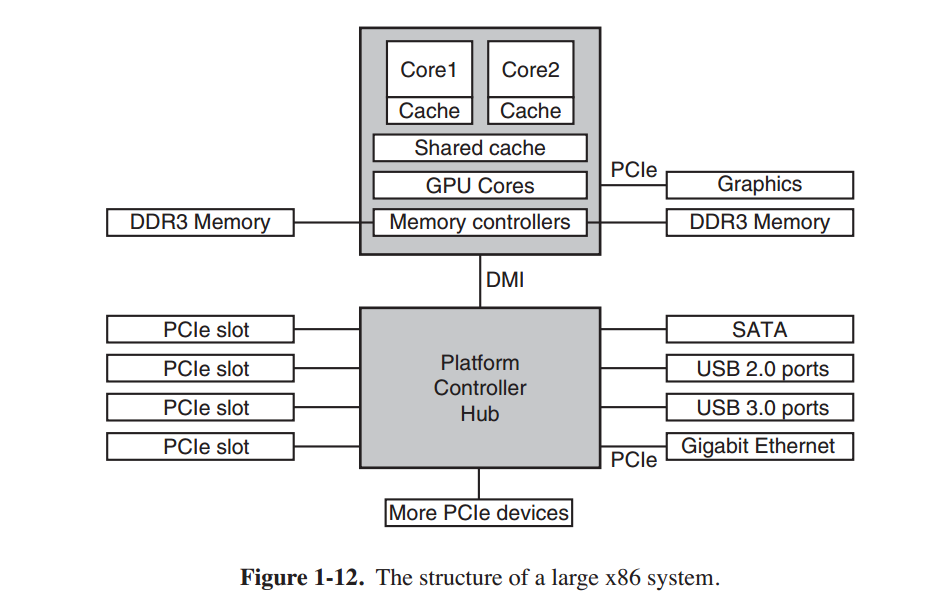 Core1
Core2
Cache
Cache
Shared cache
GPU Cores
PCIe
Graphics
DDR3 Memory
Memory controllers
DDR3 Memory
DMI
PCIe slot
SATA
PCIe slot
USB 2.0 ports
PCIe slot
USB 3.0 ports
PCIe slot
Gigabit Ethernet
Platform
Controller
Hub
PCIe
More PCIe devices
Figure 1-12. The structure of a large x86 system.